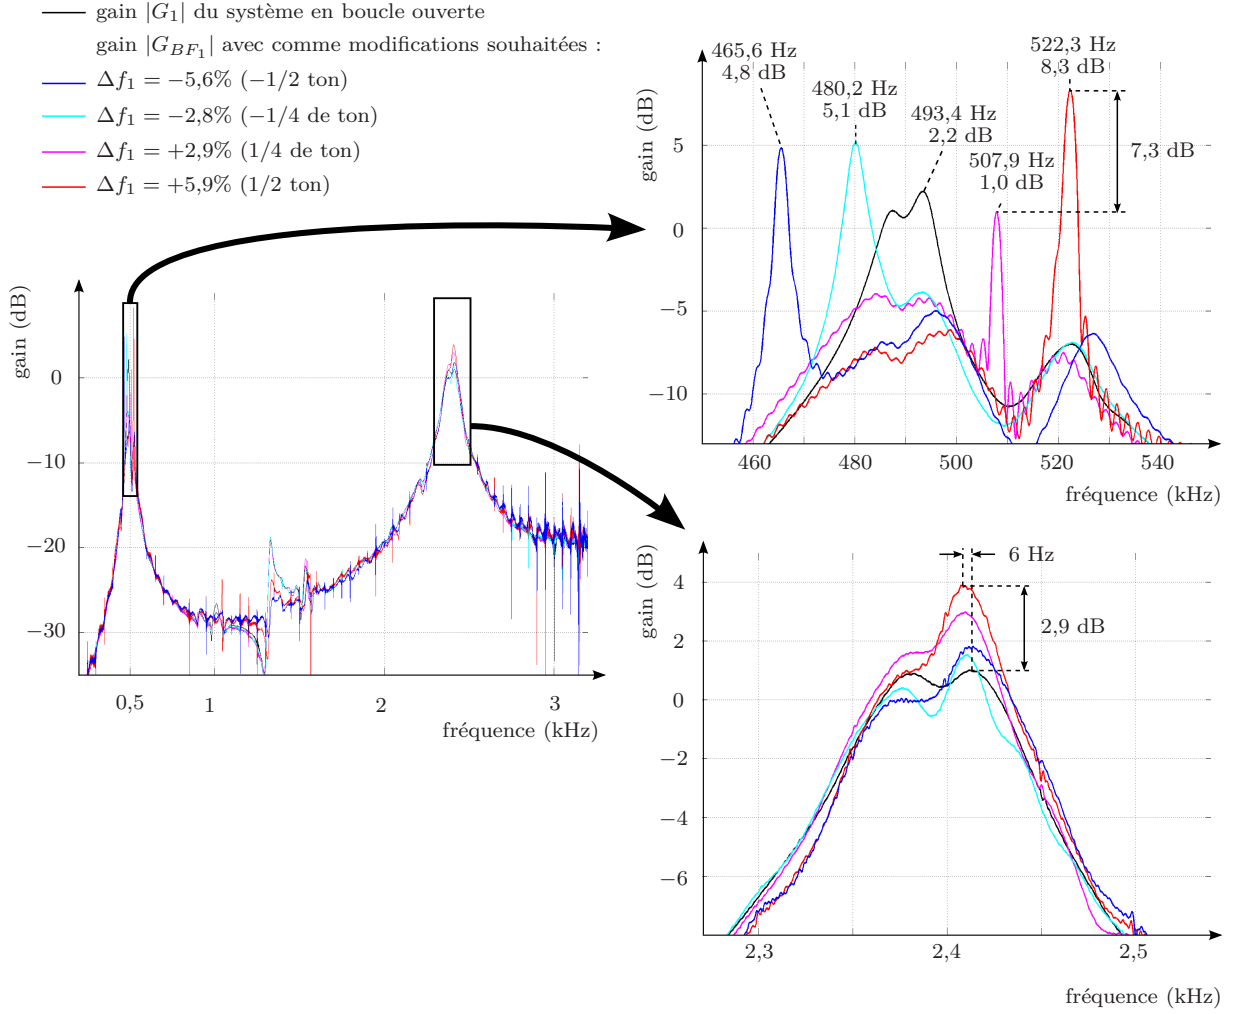 gain |G₁| du système en boucle ouverte
gain |G_BF₁| avec comme modifications souhaitées :
Δf₁ = −5,6% (−1/2 ton)
Δf₁ = −2,8% (−1/4 de ton)
Δf₁ = +2,9% (1/4 de ton)
Δf₁ = +5,9% (1/2 ton)
gain (dB)
0
−10
−20
−30
0,5
1
2
3
fréquence (kHz)
465,6 Hz
4,8 dB
480,2 Hz
5,1 dB
493,4 Hz
2,2 dB
507,9 Hz
1,0 dB
522,3 Hz
8,3 dB
7,3 dB
gain (dB)
5
0
−5
−10
460
480
500
520
540
fréquence (kHz)
6 Hz
2,9 dB
gain (dB)
4
2
0
−2
−4
−6
2,3
2,4
2,5
fréquence (kHz)